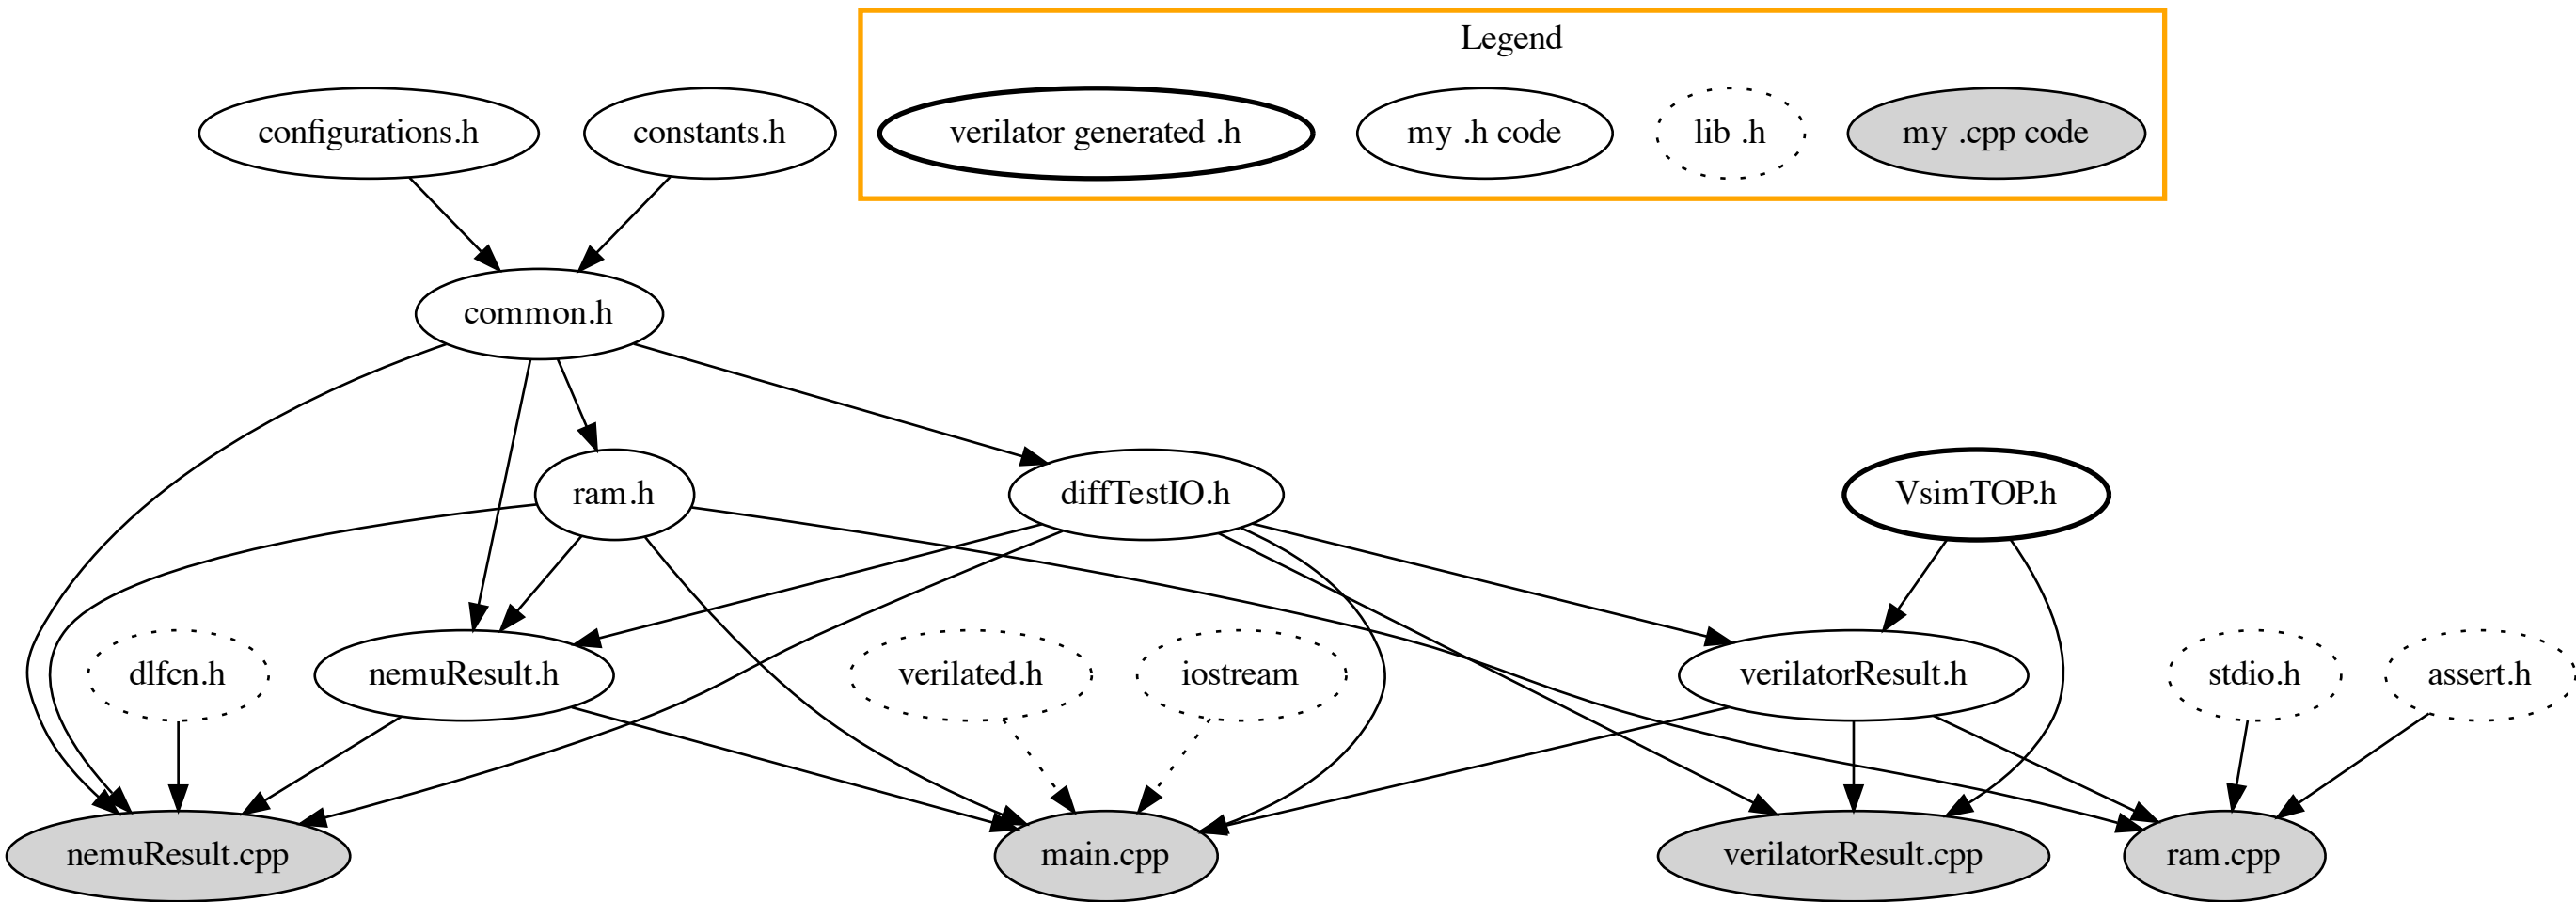 Legend
configurations.h
constants.h
verilator generated .h
my .h code
lib .h
my .cpp code
common.h
ram.h
diffTestIO.h
VsimTOP.h
dlfcn.h
nemuResult.h
verilated.h
iostream
verilatorResult.h
stdio.h
assert.h
nemuResult.cpp
main.cpp
verilatorResult.cpp
ram.cpp